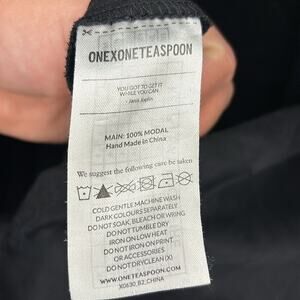 ONEXONETEASPOON
YOU GOT TO GET IT
WHILE YOU CAN.
- Janis Joplin
MAIN: 100% MODAL
Hand Made in China
We suggest the following care be taken
COLD GENTLE MACHINE WASH
DARK COLOURS SEPARATELY
DO NOT SOAK, BLEACH OR WRING
DO NOT TUMBLE DRY
IRON ON LOW HEAT
DO NOT IRON ON PRINT
OR ACCESSORIES
DO NOT DRYCLEAN (X)
WWW.ONETEASPOON.COM
X0630_B2_CHINA